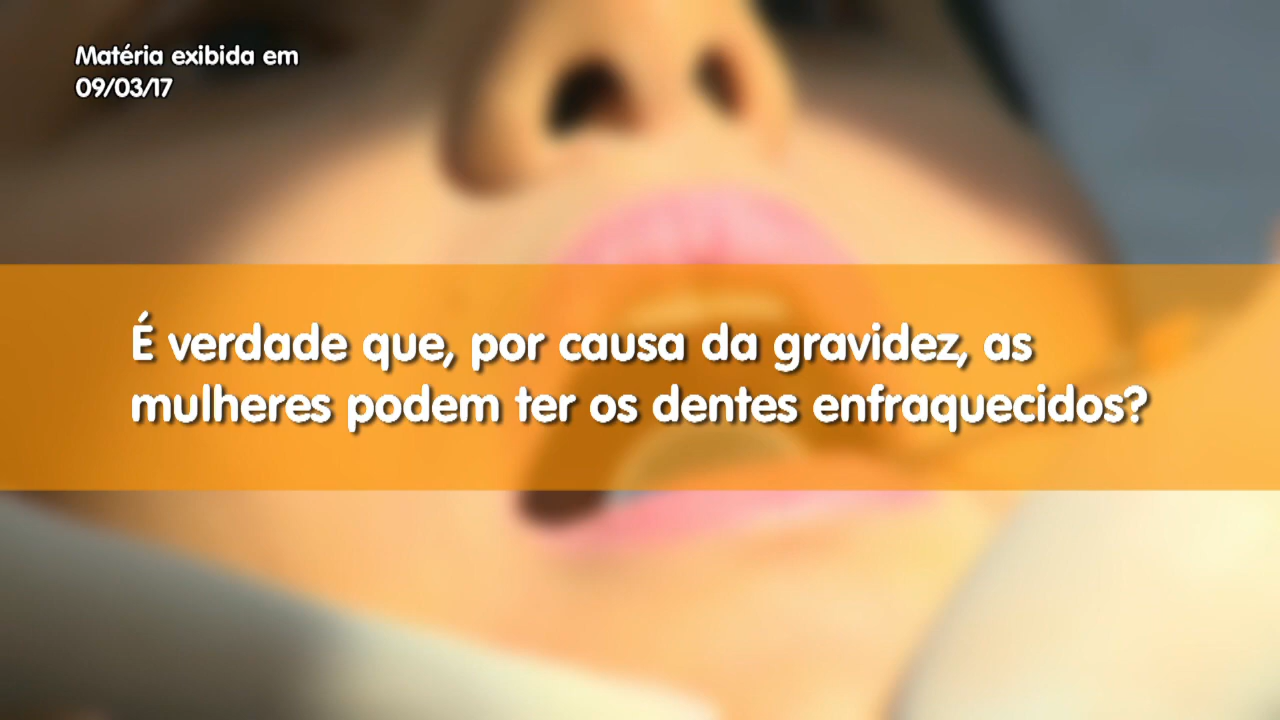 Matéria exibida em
09/03/17
É verdade que, por causa da gravidez, as
mulheres podem ter os dentes enfraquecidos?